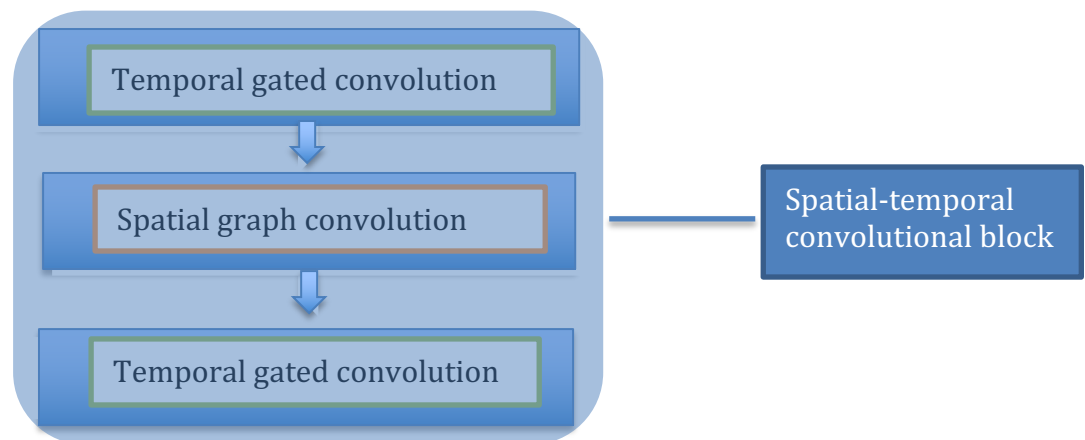 Temporal gated convolution
Spatial graph convolution
Spatial-temporal
convolutional block
Temporal gated convolution